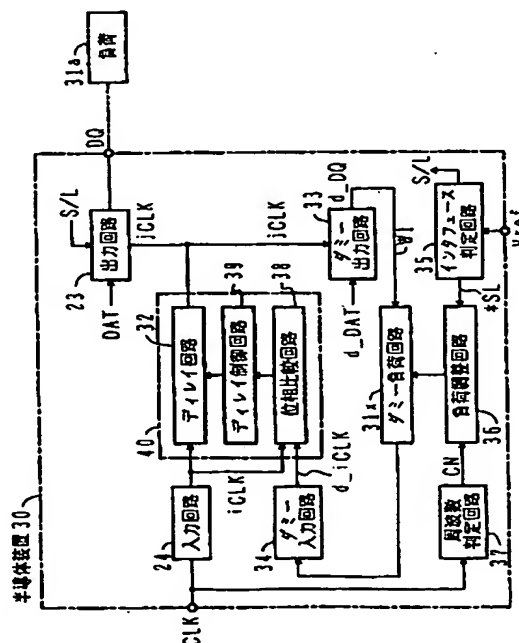 半導体装置 30
31a
負荷
DQ
S/L
23
出力回路
DAT
iCLK
iCLK
40
32
ディレイ回路
39
ディレイ制御回路
38
位相比較回路
iCLK
d_iCLK
24
入力回路
CLK
34
ダミー
入力回路
33
ダミー
出力回路
d_DQ
d_DAT
ダミー負荷回路
S/L
35
インタフェース
判定回路
*SL
36
負荷調整回路
CN
37
周波数
判定回路
Vref